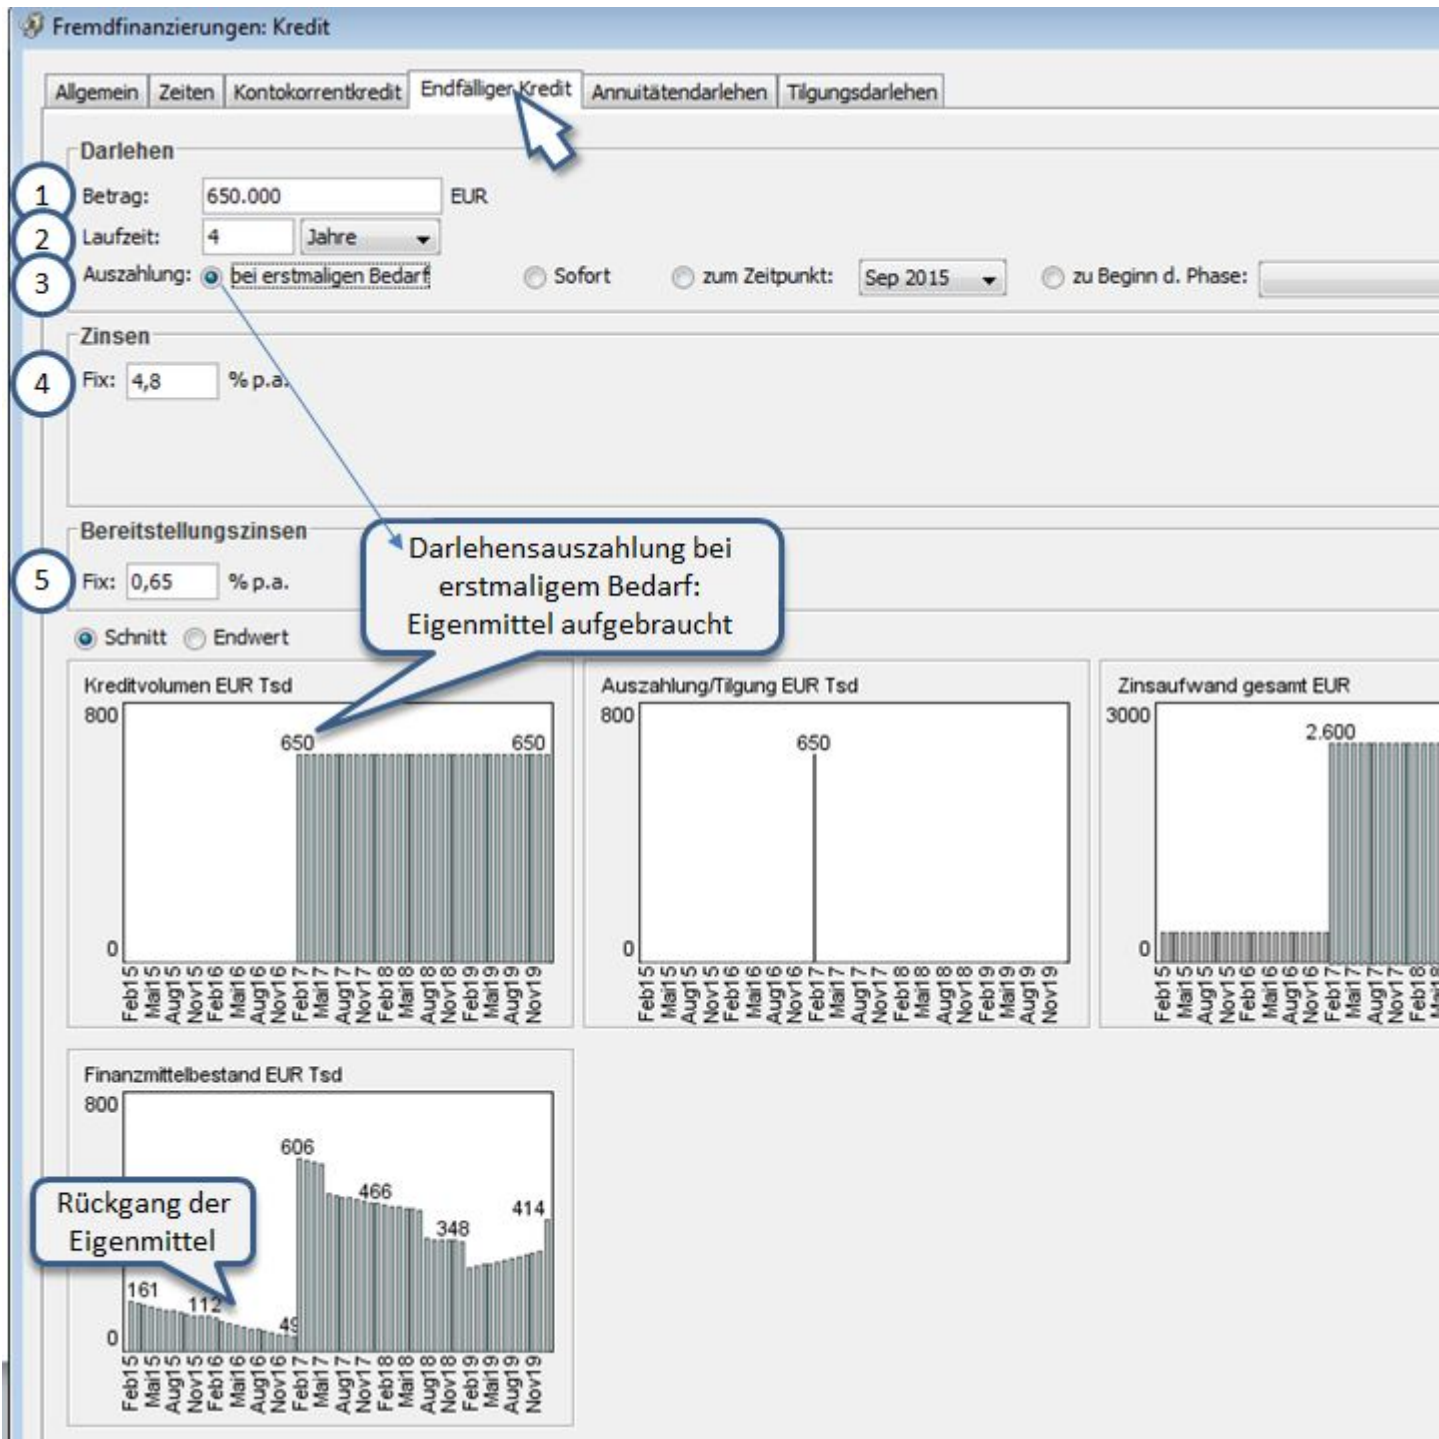 Fremdfinanzierungen: Kredit
Allgemein Zeiten Kontokorrentkredit Endfälliger Kredit Annuitätendarlehen Tilgungsdarlehen
Darlehen
1 Betrag: 650.000 EUR
2 Laufzeit: 4 Jahre
3 Auszahlung: bei erstmaligen Bedarf Sofort zum Zeitpunkt: Sep 2015 zu Beginn d. Phase:
Zinsen
4 Fix: 4,8 % p.a.
Bereitstellungszinsen
5 Fix: 0,65 % p.a.
Darlehensauszahlung bei
erstmaligem Bedarf:
Eigenmittel aufgebraucht
Schnitt Endwert
Kreditvolumen EUR Tsd
800
650 650
0
Feb15 Mai15 Aug15 Nov15 Feb16 Mai16 Aug16 Nov16 Feb17 Mai17 Aug17 Nov17 Feb18 Mai18 Aug18 Nov18 Feb19 Mai19 Aug19 Nov19
Auszahlung/Tilgung EUR Tsd
800
650
0
Feb15 Mai15 Aug15 Nov15 Feb16 Mai16 Aug16 Nov16 Feb17 Mai17 Aug17 Nov17 Feb18 Mai18 Aug18 Nov18 Feb19 Mai19 Aug19 Nov19
Zinsaufwand gesamt EUR
3000
2.600
0
Feb15 Mai15 Aug15 Nov15 Feb16 Mai16 Aug16 Nov16 Feb17 Mai17 Aug17 Nov17 Feb18
Finanzmittelbestand EUR Tsd
800
606
466
414
348
Rückgang der
Eigenmittel
161
112
49
0
Feb15 Mai15 Aug15 Nov15 Feb16 Mai16 Aug16 Nov16 Feb17 Mai17 Aug17 Nov17 Feb18 Mai18 Aug18 Nov18 Feb19 Mai19 Aug19 Nov19